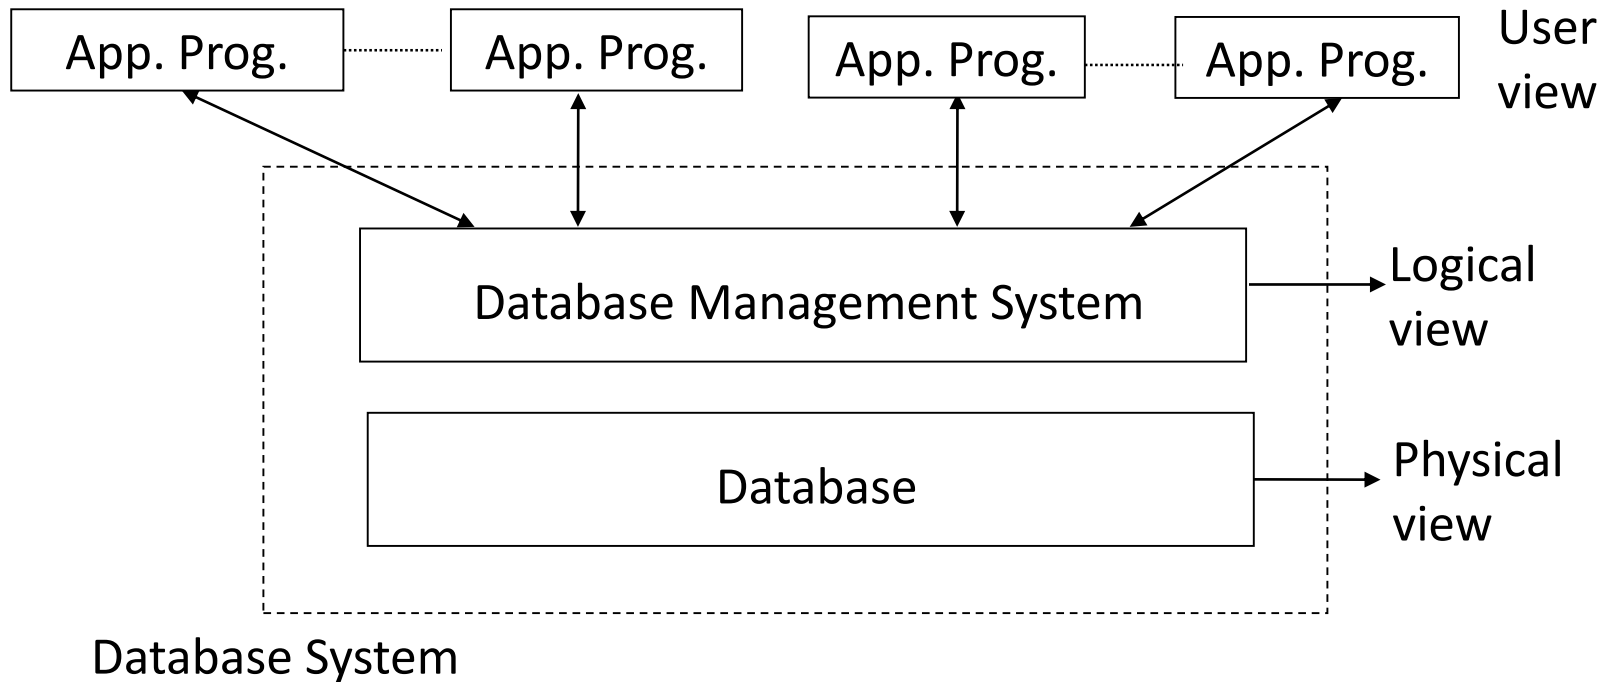 App. Prog.
App. Prog.
App. Prog.
App. Prog.
User
view
Database Management System
Logical
view
Database
Physical
view
Database System